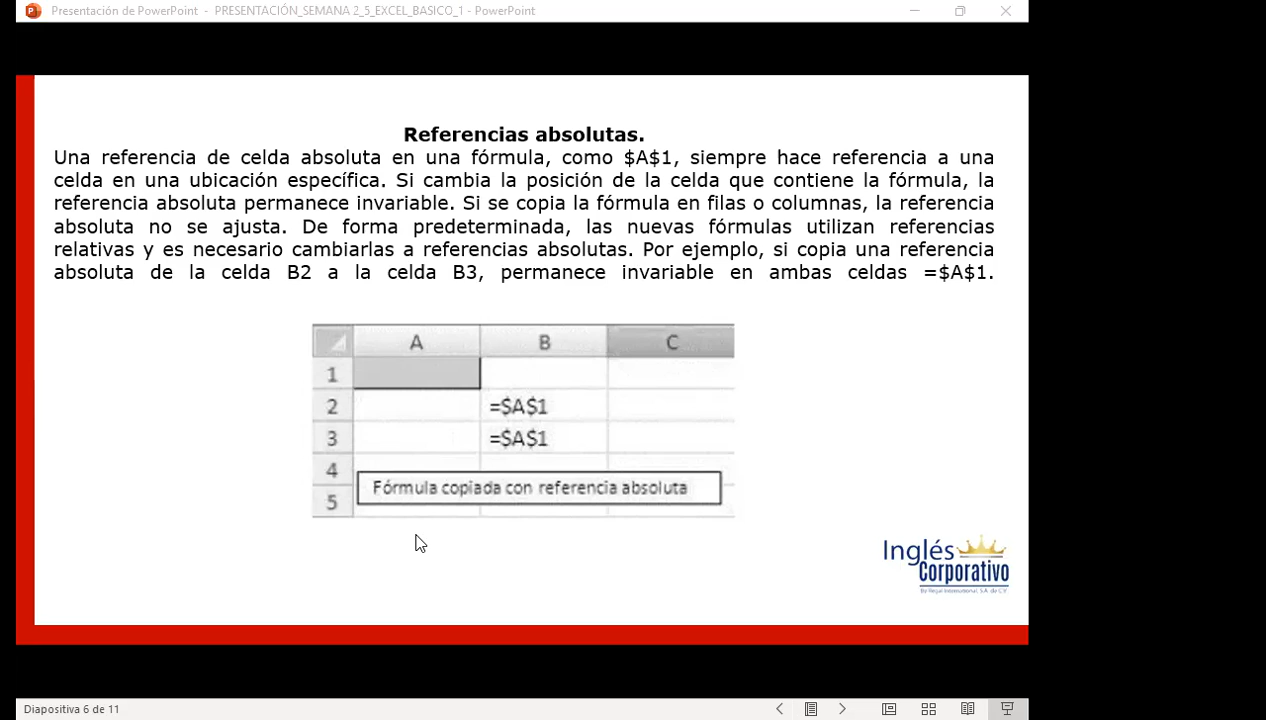 Presentación de PowerPoint - PRESENTACIÓN_SEMANA 2_5_EXCEL_BASICO_1 - PowerPoint
Referencias absolutas.
Una referencia de celda absoluta en una fórmula, como $A$1, siempre hace referencia a una
celda en una ubicación específica. Si cambia la posición de la celda que contiene la fórmula, la
referencia absoluta permanece invariable. Si se copia la fórmula en filas o columnas, la referencia
absoluta no se ajusta. De forma predeterminada, las nuevas fórmulas utilizan referencias
relativas y es necesario cambiarlas a referencias absolutas. Por ejemplo, si copia una referencia
absoluta de la celda B2 a la celda B3, permanece invariable en ambas celdas =$A$1.
A B C
1
2 =$A$1
3 =$A$1
4
Fórmula copiada con referencia absoluta
5
Inglés
Corporativo
By Regal International, S.A. de C.V.
Diapositiva 6 de 11